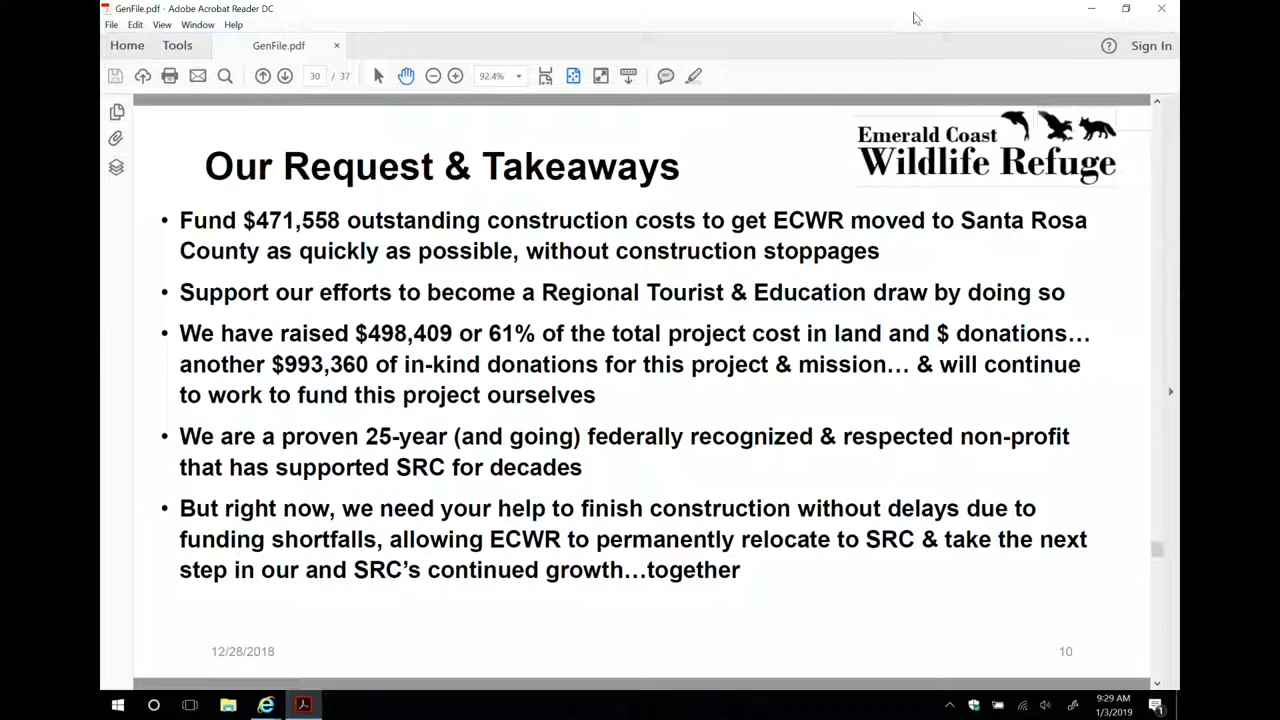 GenFile.pdf - Adobe Acrobat Reader DC
File Edit View Window Help
Home Tools GenFile.pdf × Sign In
30 / 37 92.4%
Emerald Coast
Wildlife Refuge
Our Request & Takeaways
• Fund $471,558 outstanding construction costs to get ECWR moved to Santa Rosa
County as quickly as possible, without construction stoppages
• Support our efforts to become a Regional Tourist & Education draw by doing so
• We have raised $498,409 or 61% of the total project cost in land and $ donations…
another $993,360 of in-kind donations for this project & mission… & will continue
to work to fund this project ourselves
• We are a proven 25-year (and going) federally recognized & respected non-profit
that has supported SRC for decades
• But right now, we need your help to finish construction without delays due to
funding shortfalls, allowing ECWR to permanently relocate to SRC & take the next
step in our and SRC’s continued growth…together
12/28/2018 10
9:29 AM
1/3/2019
1